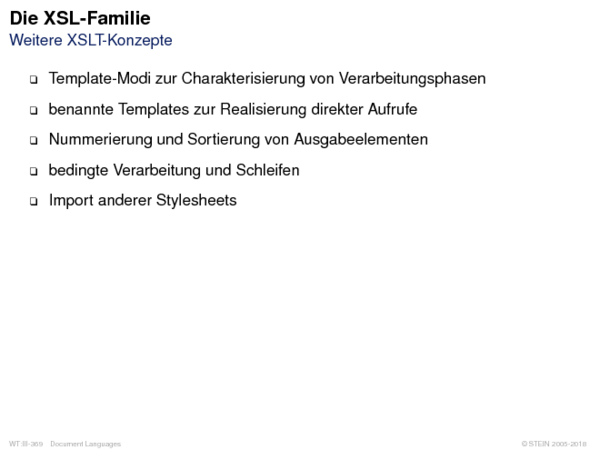 Die XSL-Familie
Weitere XSLT-Konzepte
❑ Template-Modi zur Charakterisierung von Verarbeitungsphasen
❑ benannte Templates zur Realisierung direkter Aufrufe
❑ Nummerierung und Sortierung von Ausgabeelementen
❑ bedingte Verarbeitung und Schleifen
❑ Import anderer Stylesheets
WT:III-369 Document Languages © STEIN 2005-2018